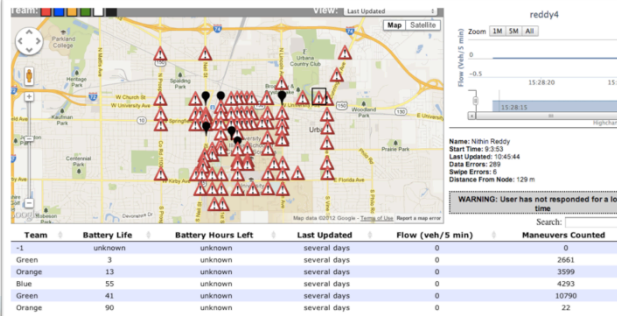 Team:
View: Last Updated
Map Satellite
Parkland College
Heritage Park
Kaufman Park
Centennial Park
Spalding Park
Urbana Country Club
W Church St
W University Ave
Woodland Park
Prairie Park
E Florida Ave
Map data ©2012 Google - Terms of Use Report a map error
reddy4
Zoom 1M 5M All
Flow (Veh/5 min)
0
-0.5
15:28:20
15:28:15
Highchar
Name: Nithin Reddy
Start Time: 9:3:53
Last Updated: 10:45:44
Data Errors: 289
Swipe Errors: 6
Distance From Node: 129 m
WARNING: User has not responded for a lo
time
Search:
Team Battery Life Battery Hours Left Last Updated Flow (veh/5 min) Maneuvers Counted
-1 unknown unknown several days 0 0
Green 3 unknown several days 0 2661
Orange 13 unknown several days 0 3599
Blue 55 unknown several days 0 4293
Green 41 unknown several days 0 10790
Orange 90 unknown several days 0 22